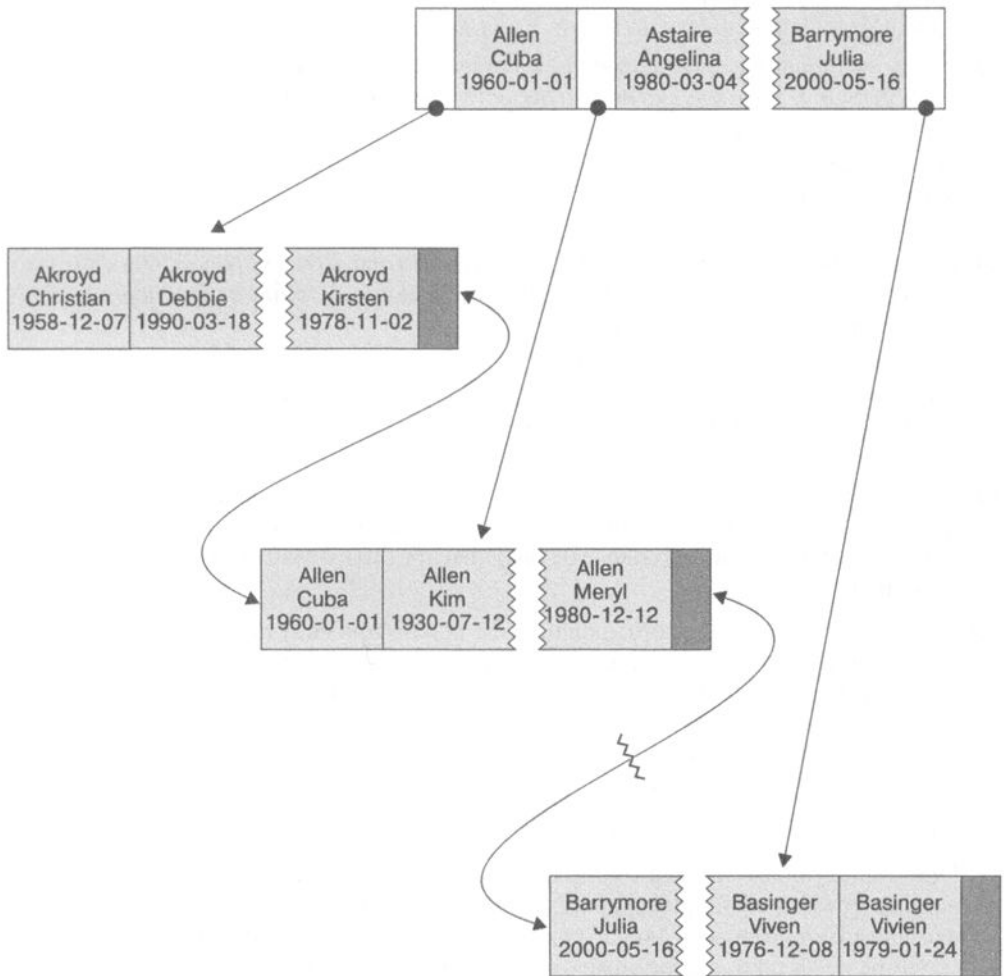 Allen
Cuba
1960-01-01
Astaire
Angelina
1980-03-04
Barrymore
Julia
2000-05-16
Akroyd
Christian
1958-12-07
Akroyd
Debbie
1990-03-18
Akroyd
Kirsten
1978-11-02
Allen
Cuba
1960-01-01
Allen
Kim
1930-07-12
Allen
Meryl
1980-12-12
Barrymore
Julia
2000-05-16
Basinger
Viven
1976-12-08
Basinger
Vivien
1979-01-24